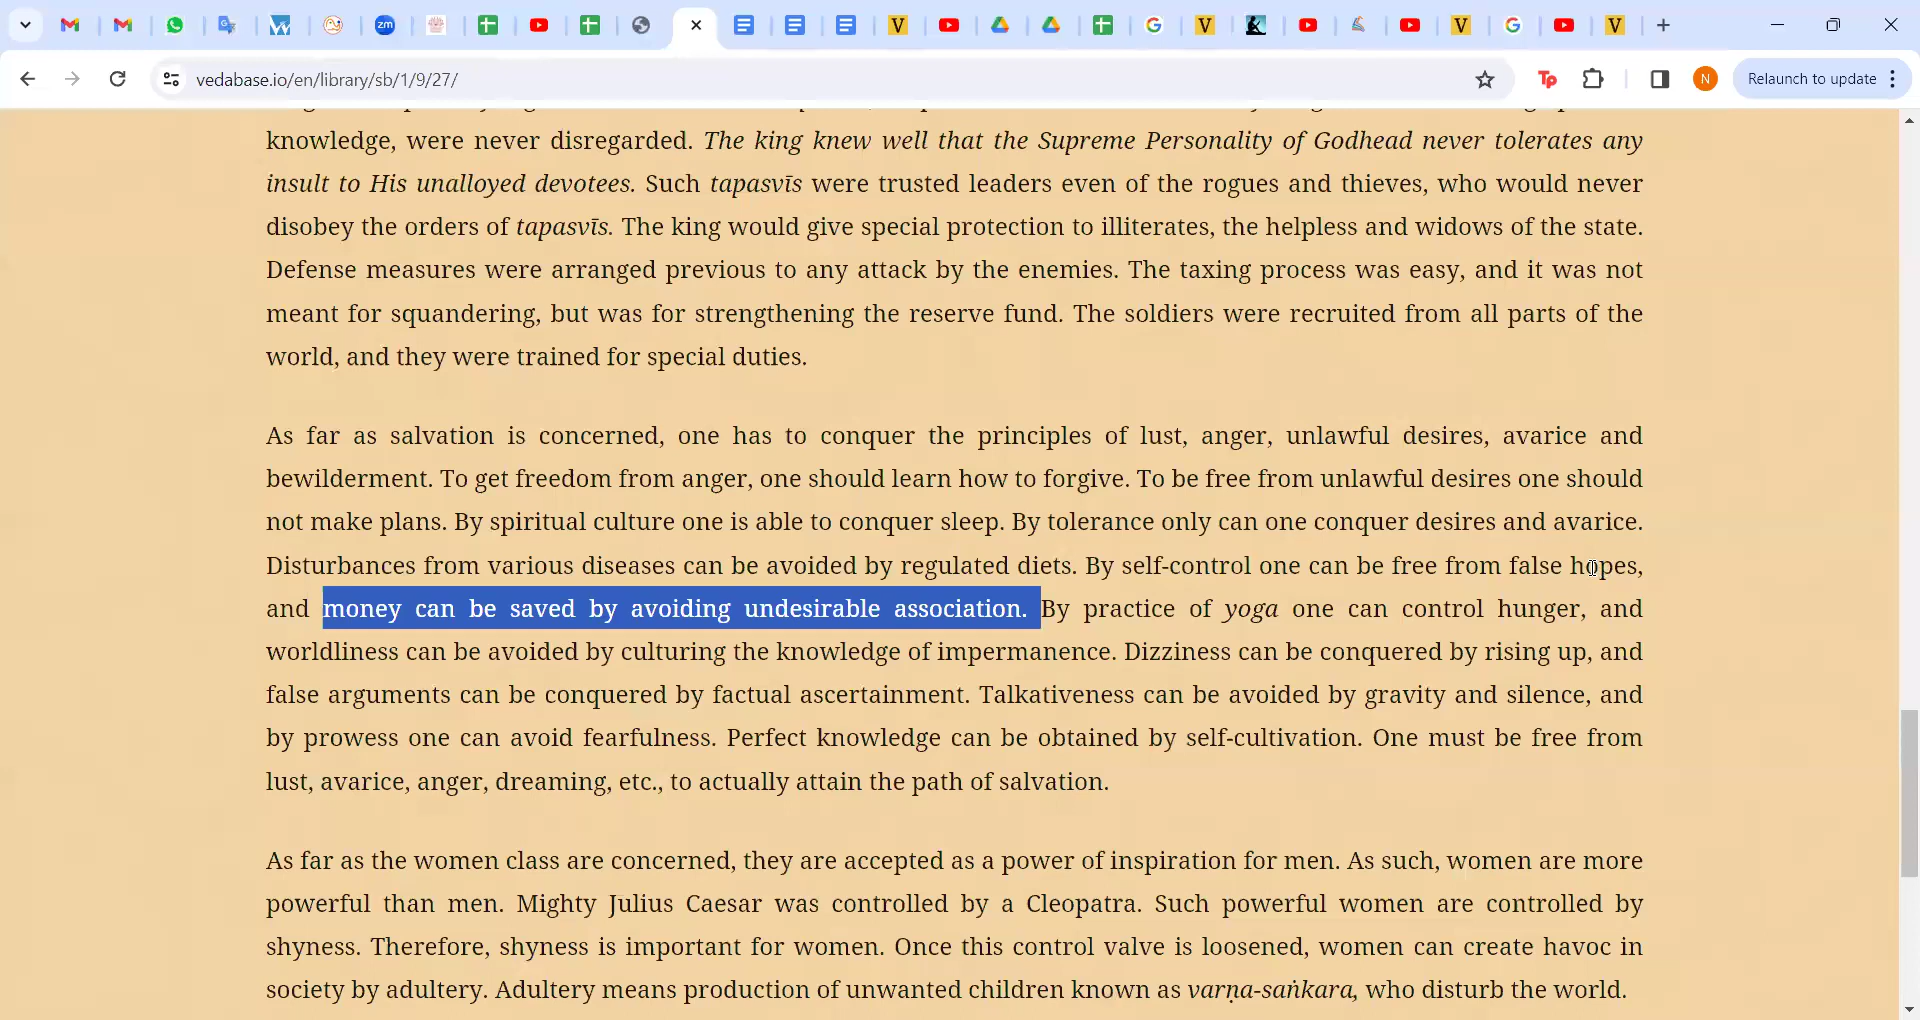 zm
vedabase.io/en/library/sb/1/9/27/
Tp
N
Relaunch to update
knowledge, were never disregarded. The king knew well that the Supreme Personality of Godhead never tolerates any
insult to His unalloyed devotees. Such tapasvīs were trusted leaders even of the rogues and thieves, who would never
disobey the orders of tapasvīs. The king would give special protection to illiterates, the helpless and widows of the state.
Defense measures were arranged previous to any attack by the enemies. The taxing process was easy, and it was not
meant for squandering, but was for strengthening the reserve fund. The soldiers were recruited from all parts of the
world, and they were trained for special duties.
As far as salvation is concerned, one has to conquer the principles of lust, anger, unlawful desires, avarice and
bewilderment. To get freedom from anger, one should learn how to forgive. To be free from unlawful desires one should
not make plans. By spiritual culture one is able to conquer sleep. By tolerance only can one conquer desires and avarice.
Disturbances from various diseases can be avoided by regulated diets. By self-control one can be free from false hopes,
and money can be saved by avoiding undesirable association. By practice of yoga one can control hunger, and
worldliness can be avoided by culturing the knowledge of impermanence. Dizziness can be conquered by rising up, and
false arguments can be conquered by factual ascertainment. Talkativeness can be avoided by gravity and silence, and
by prowess one can avoid fearfulness. Perfect knowledge can be obtained by self-cultivation. One must be free from
lust, avarice, anger, dreaming, etc., to actually attain the path of salvation.
As far as the women class are concerned, they are accepted as a power of inspiration for men. As such, women are more
powerful than men. Mighty Julius Caesar was controlled by a Cleopatra. Such powerful women are controlled by
shyness. Therefore, shyness is important for women. Once this control valve is loosened, women can create havoc in
society by adultery. Adultery means production of unwanted children known as varṇa-saṅkara, who disturb the world.